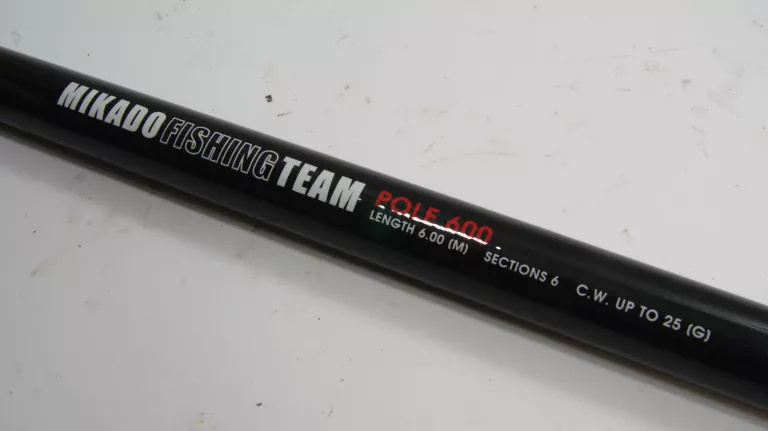 MIKADO FISHING TEAM POLE 600
LENGTH 6.00 (M) SECTIONS 6 C.W. UP TO 25 (G)